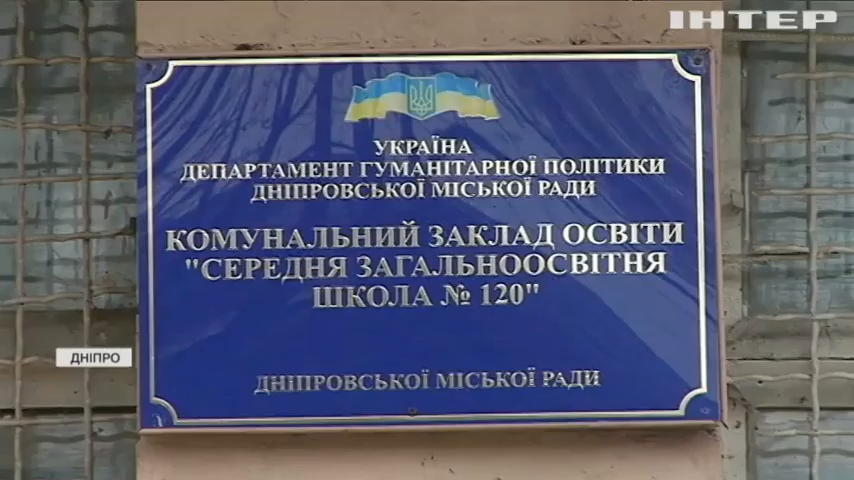 ІНТЕР
УКРАЇНА
ДЕПАРТАМЕНТ ГУМАНІТАРНОЇ ПОЛІТИКИ
ДНІПРОВСЬКОЇ МІСЬКОЇ РАДИ
КОМУНАЛЬНИЙ ЗАКЛАД ОСВІТИ
"СЕРЕДНЯ ЗАГАЛЬНООСВІТНЯ
ШКОЛА № 120"
ДНІПРО
ДНІПРОВСЬКОЇ МІСЬКОЇ РАДИ